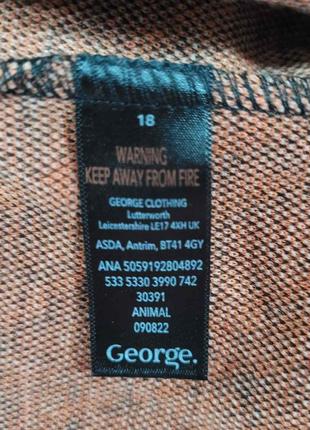 18
WARNING
KEEP AWAY FROM FIRE
GEORGE CLOTHING
Lutterworth
Leicestershire LE17 4XH UK
ASDA, Antrim, BT41 4GY
ANA 5059192804892
533 5330 3990 742
30391
ANIMAL
090822
George.